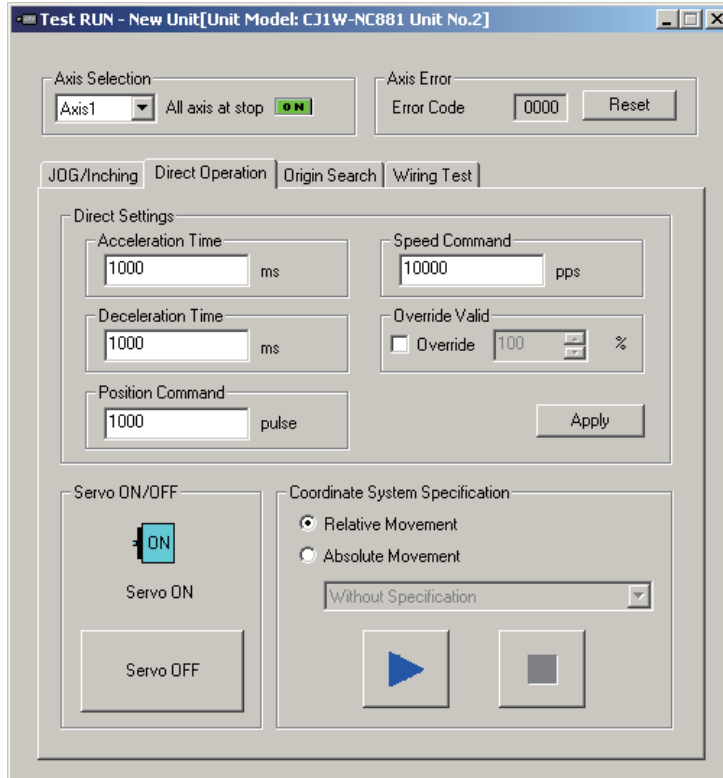 Test RUN - New Unit[Unit Model: CJ1W-NC881 Unit No.2]
Axis Selection
Axis1 All axis at stop ON
Axis Error
Error Code 0000 Reset
JOG/Inching Direct Operation Origin Search Wiring Test
Direct Settings
Acceleration Time
1000 ms
Speed Command
10000 pps
Deceleration Time
1000 ms
Override Valid
Override 100 %
Position Command
1000 pulse
Apply
Servo ON/OFF
ON
Servo ON
Servo OFF
Coordinate System Specification
Relative Movement
Absolute Movement
Without Specification